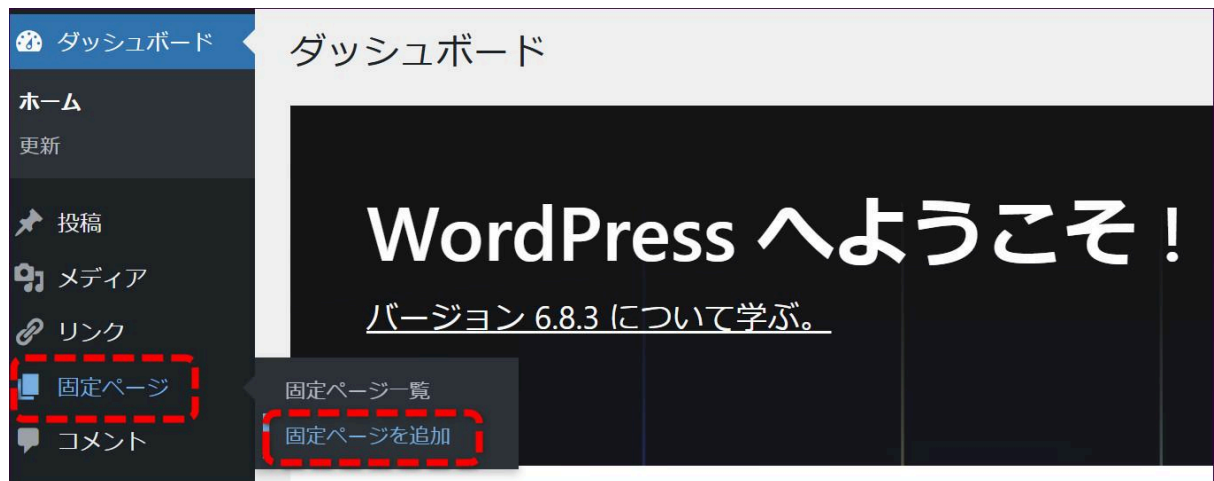 ダッシュボード
ホーム
更新
投稿
メディア
リンク
固定ページ
コメント
固定ページ一覧
固定ページを追加
ダッシュボード
WordPress へようこそ !
バージョン 6.8.3 について学ぶ。